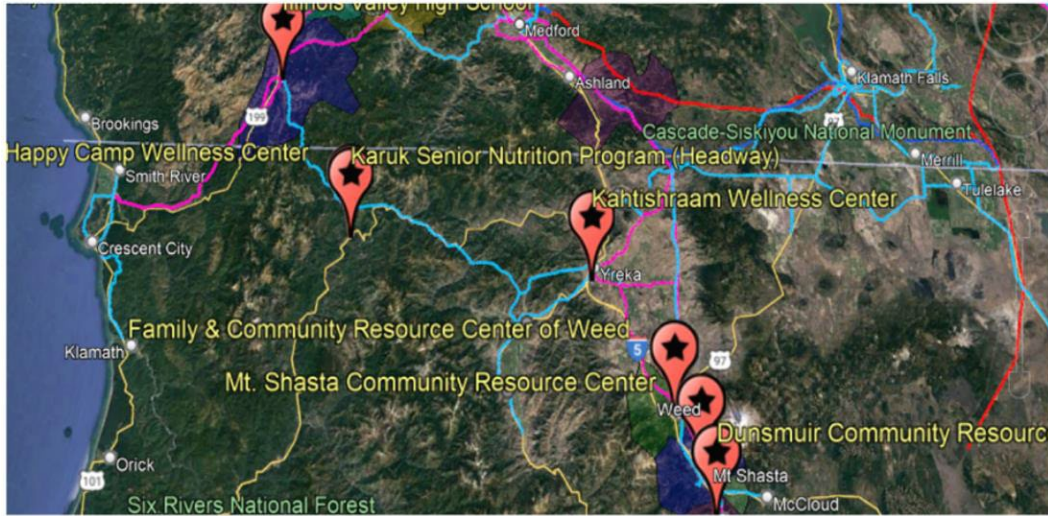 Illinois Valley High School
Medford
Ashland
Klamath Falls
97
199
Brookings
Cascade-Siskiyou National Monument
Happy Camp Wellness Center
Karuk Senior Nutrition Program (Headway)
Merrill
Smith River
Tulelake
Kahtishraam Wellness Center
Crescent City
Yreka
Family & Community Resource Center of Weed
Klamath
5
97
Mt. Shasta Community Resource Center
Weed
Dunsmuir Community Resourc
Orick
Mt Shasta
101
McCloud
Six Rivers National Forest